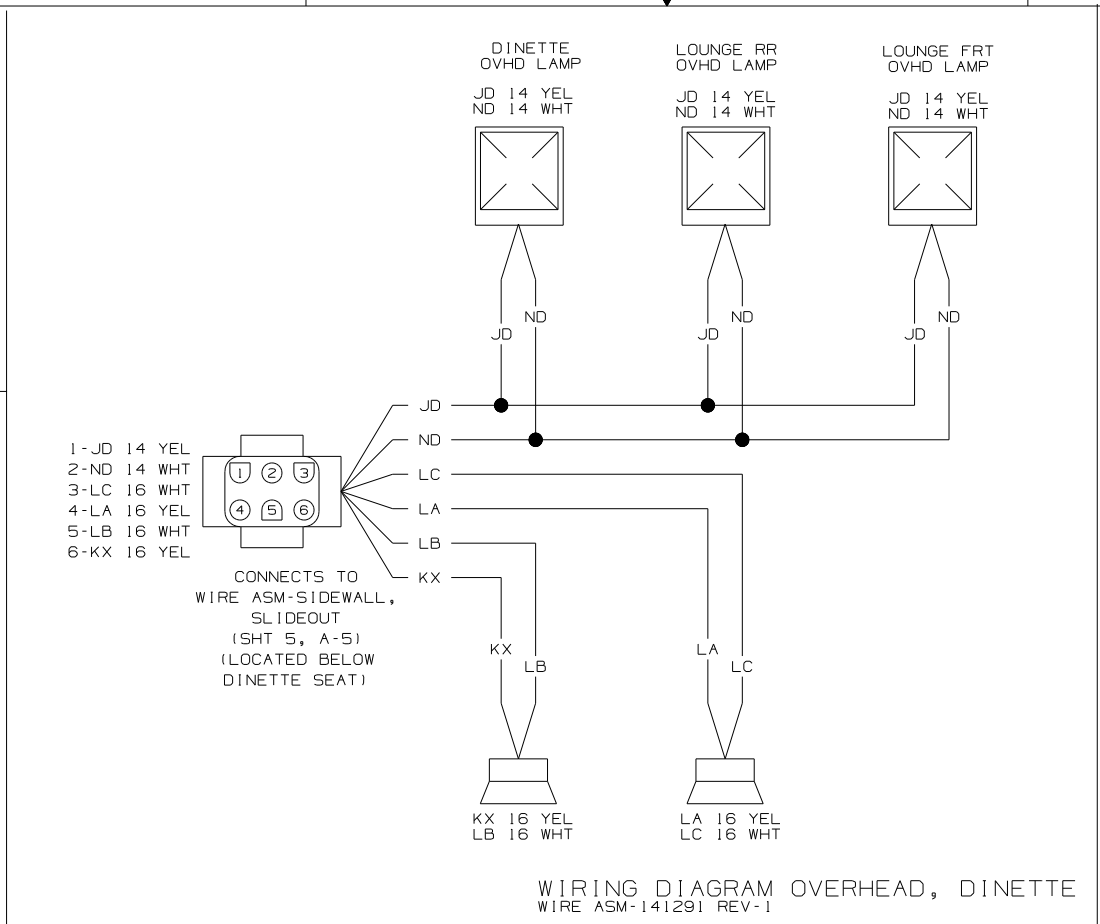 DINETTE
OVHD LAMP
JD 14 YEL
ND 14 WHT
LOUNGE RR
OVHD LAMP
JD 14 YEL
ND 14 WHT
LOUNGE FRT
OVHD LAMP
JD 14 YEL
ND 14 WHT
ND
JD
ND
JD
ND
JD
JD
ND
LC
LA
LB
KX
1-JD 14 YEL
2-ND 14 WHT
3-LC 16 WHT
4-LA 16 YEL
5-LB 16 WHT
6-KX 16 YEL
1 2 3
4 5 6
CONNECTS TO
WIRE ASM-SIDEWALL,
SLIDEOUT
(SHT 5, A-5)
(LOCATED BELOW
DINETTE SEAT)
KX
LB
LA
LC
KX 16 YEL
LB 16 WHT
LA 16 YEL
LC 16 WHT
WIRING DIAGRAM OVERHEAD, DINETTE
WIRE ASM-141291 REV-1